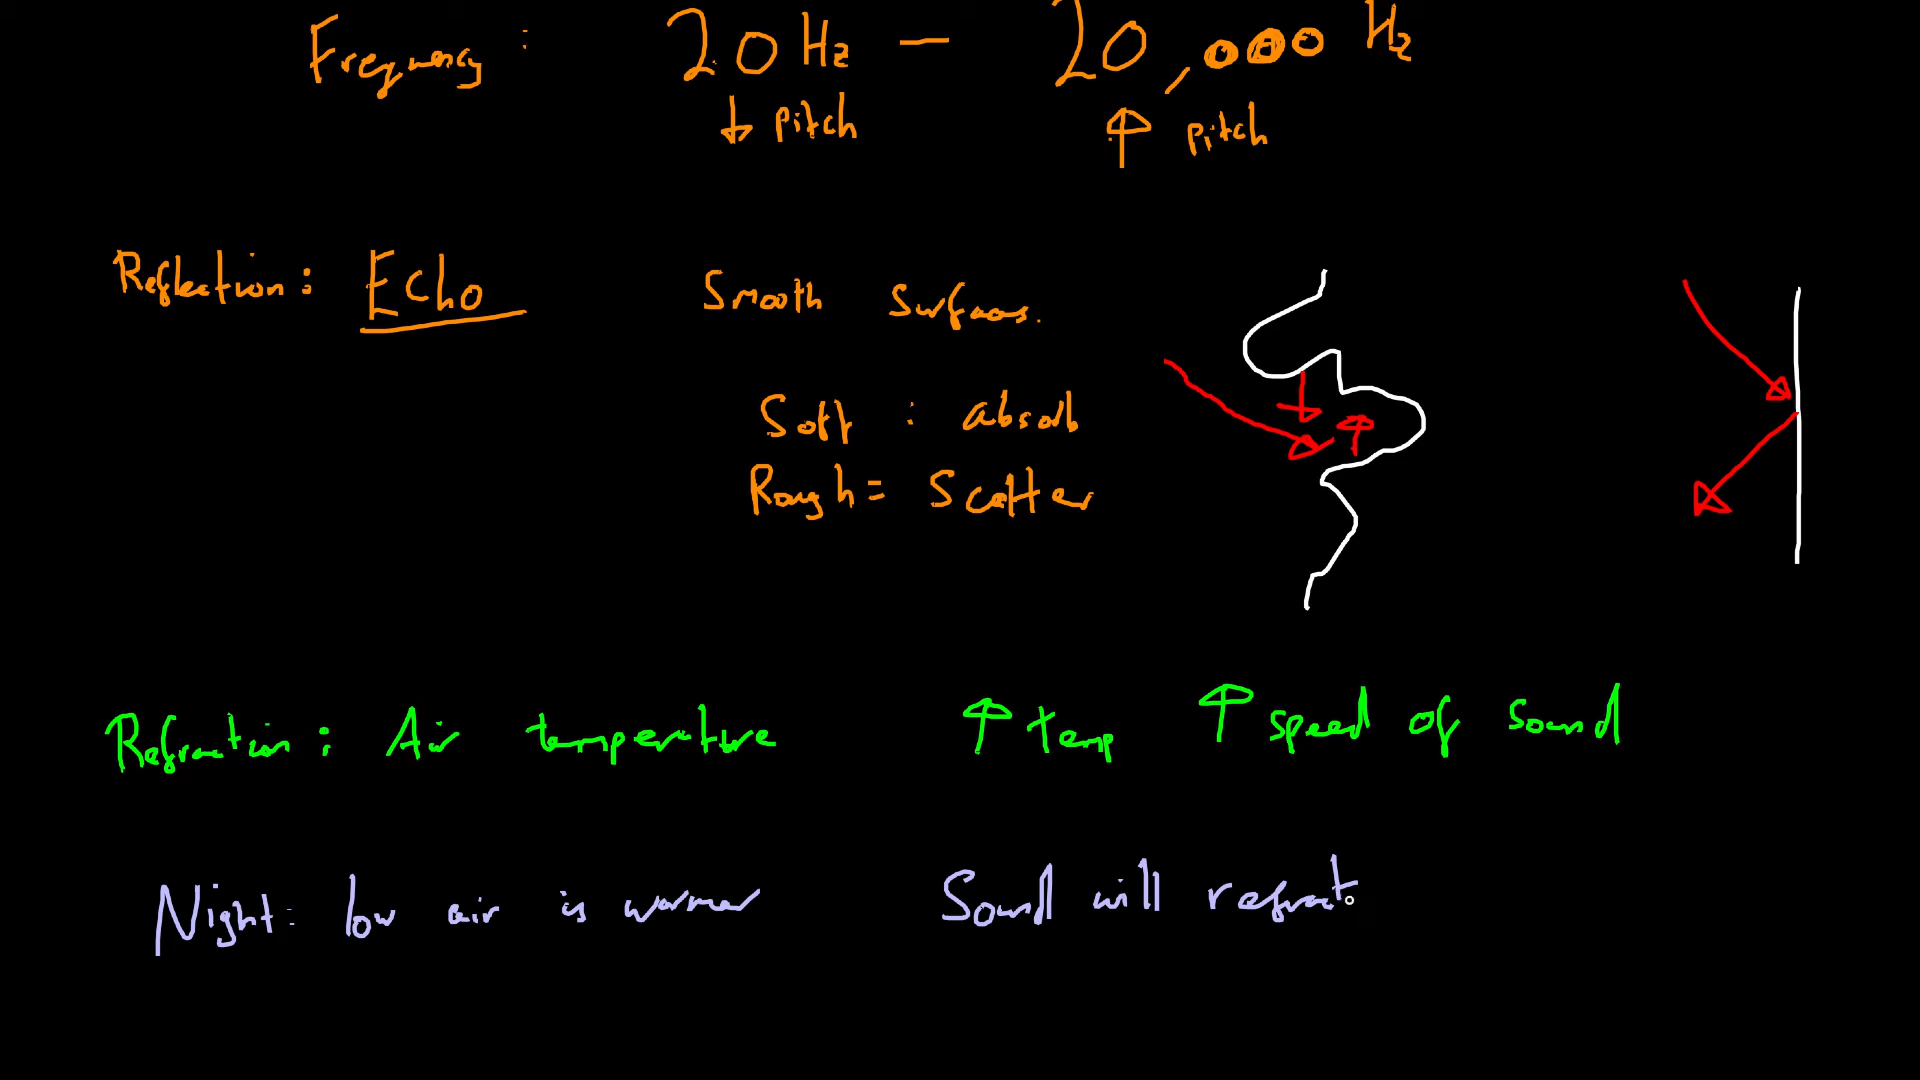 Frequency: 20 Hz - 20,000 Hz
↓ pitch ↑ pitch
Reflection: Echo Smooth Surfaces.
Soft : absorb
Rough = Scatter
Refraction: Air temperature ↑ temp ↑ speed of sound
Night: low air is warmer Sound will refract